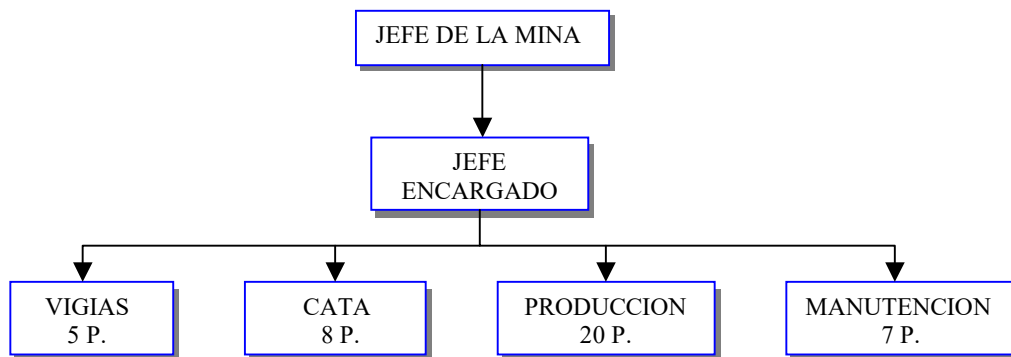 JEFE DE LA MINA
JEFE
ENCARGADO
VIGIAS
5 P.
CATA
8 P.
PRODUCCION
20 P.
MANUTENCION
7 P.